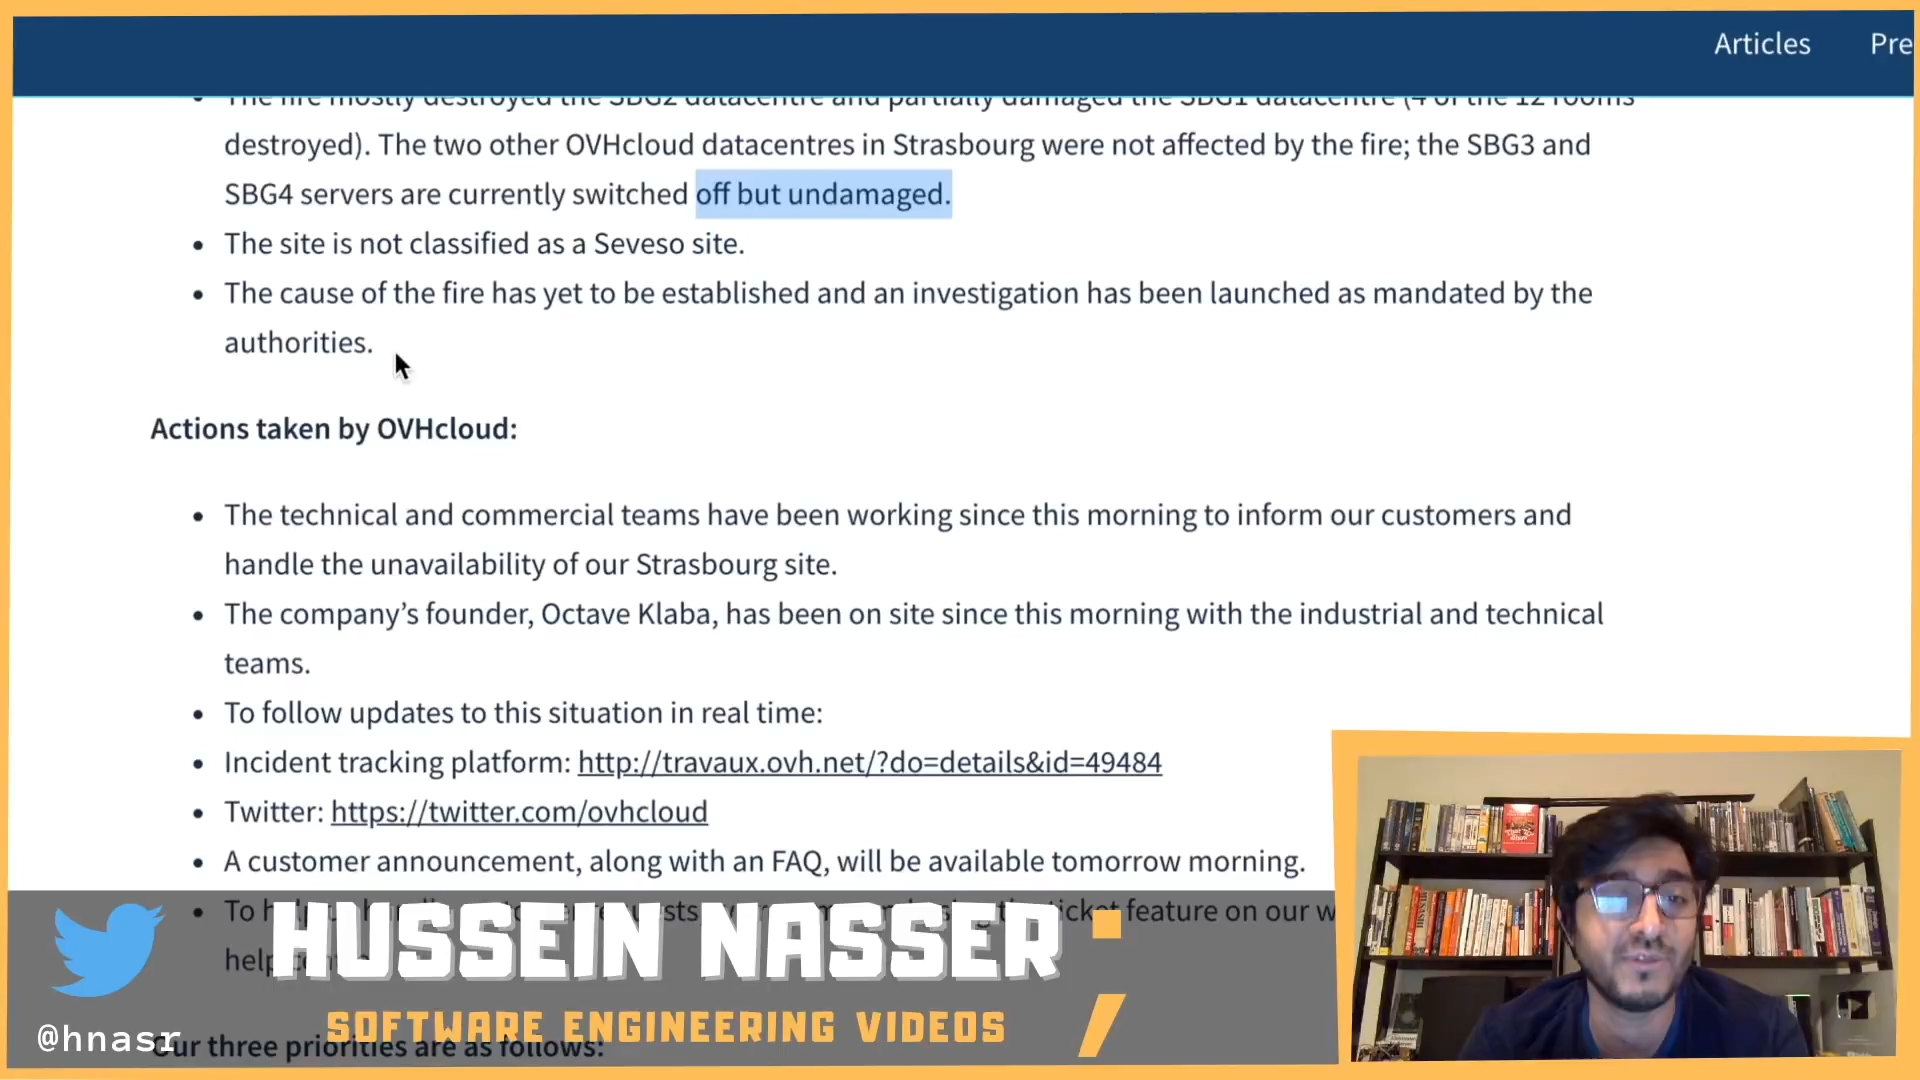 Articles Pre
The fire mostly destroyed the SBG2 datacentre and partially damaged the SBG1 datacentre (4 of the 12 rooms
destroyed). The two other OVHcloud datacentres in Strasbourg were not affected by the fire; the SBG3 and
SBG4 servers are currently switched off but undamaged.
• The site is not classified as a Seveso site.
• The cause of the fire has yet to be established and an investigation has been launched as mandated by the
authorities.
Actions taken by OVHcloud:
• The technical and commercial teams have been working since this morning to inform our customers and
handle the unavailability of our Strasbourg site.
• The company’s founder, Octave Klaba, has been on site since this morning with the industrial and technical
teams.
• To follow updates to this situation in real time:
• Incident tracking platform: http://travaux.ovh.net/?do=details&id=49484
• Twitter: https://twitter.com/ovhcloud
• A customer announcement, along with an FAQ, will be available tomorrow morning.
• To ticket feature on our w
help
HUSSEIN NASSER;
SOFTWARE ENGINEERING VIDEOS
@hnasr
Our three priorities are as follows: